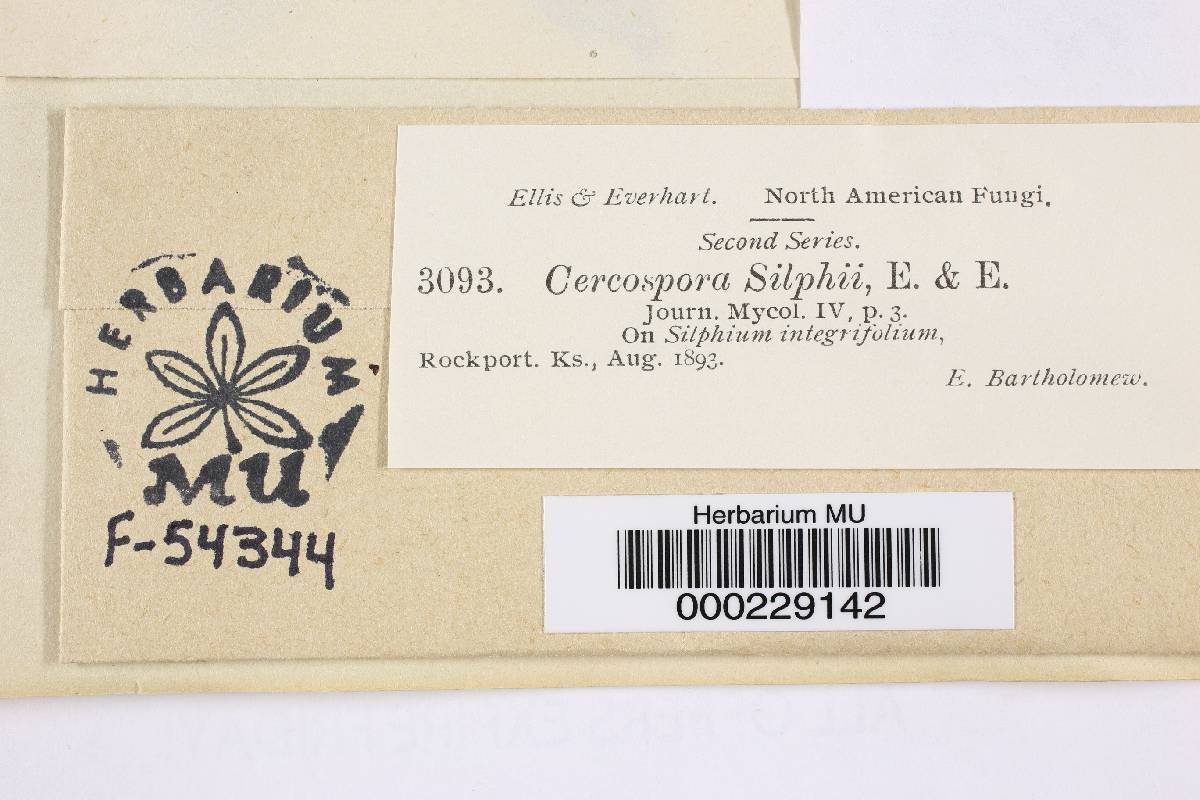 Ellis & Everhart. North American Fungi.
Second Series.
3093. Cercospora Silphii, E. & E.
Journ. Mycol. IV, p. 3.
On Silphium integrifolium,
Rockport. Ks., Aug. 1893.
E. Bartholomew.
HERBARIUM
MU
F-54344
Herbarium MU
000229142